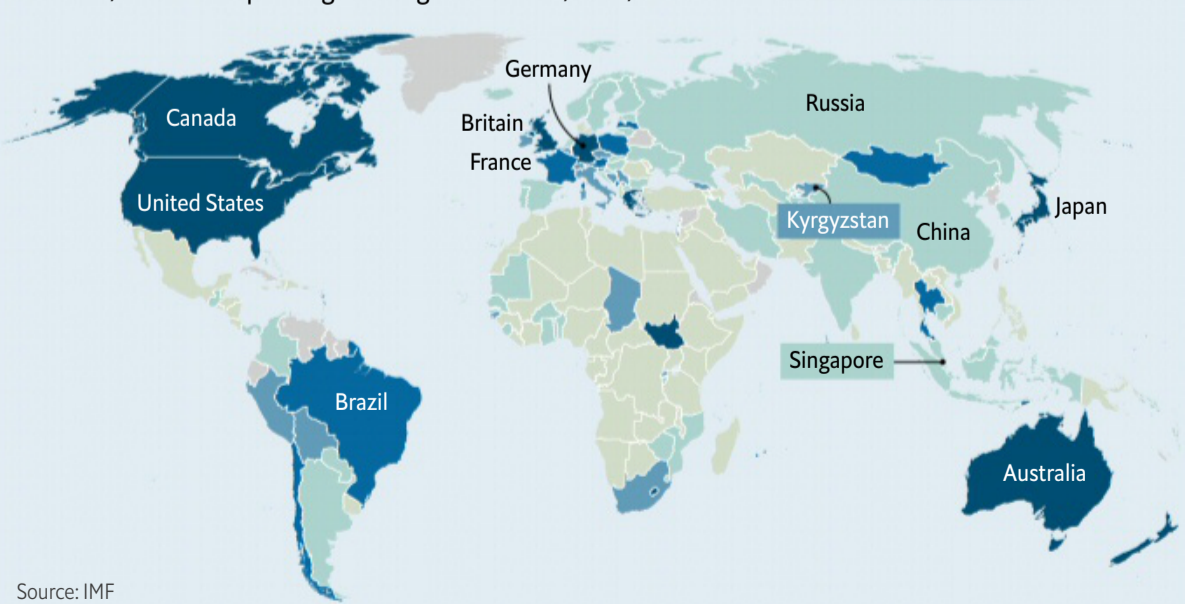 Germany
Canada
Russia
Britain
France
United States
Japan
Kyrgyzstan
China
Singapore
Brazil
Australia
Source: IMF